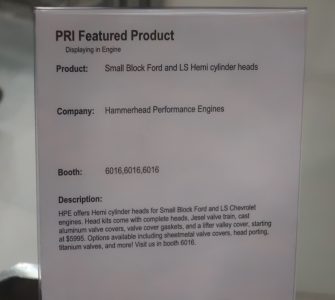 PRI Featured Product
Displaying in Engine
Product: Small Block Ford and LS Hemi cylinder heads
Company: Hammerhead Performance Engines
Booth: 6016,6016,6016
Description:
HPE offers Hemi cylinder heads for Small Block Ford and LS Chevrolet
engines. Head kits come with complete heads, Jesel valve train, cast
aluminum valve covers, valve cover gaskets, and a lifter valley cover, starting
at $5995. Options available including sheetmetal valve covers, head porting,
titanium valves, and more! Visit us in booth 6016.